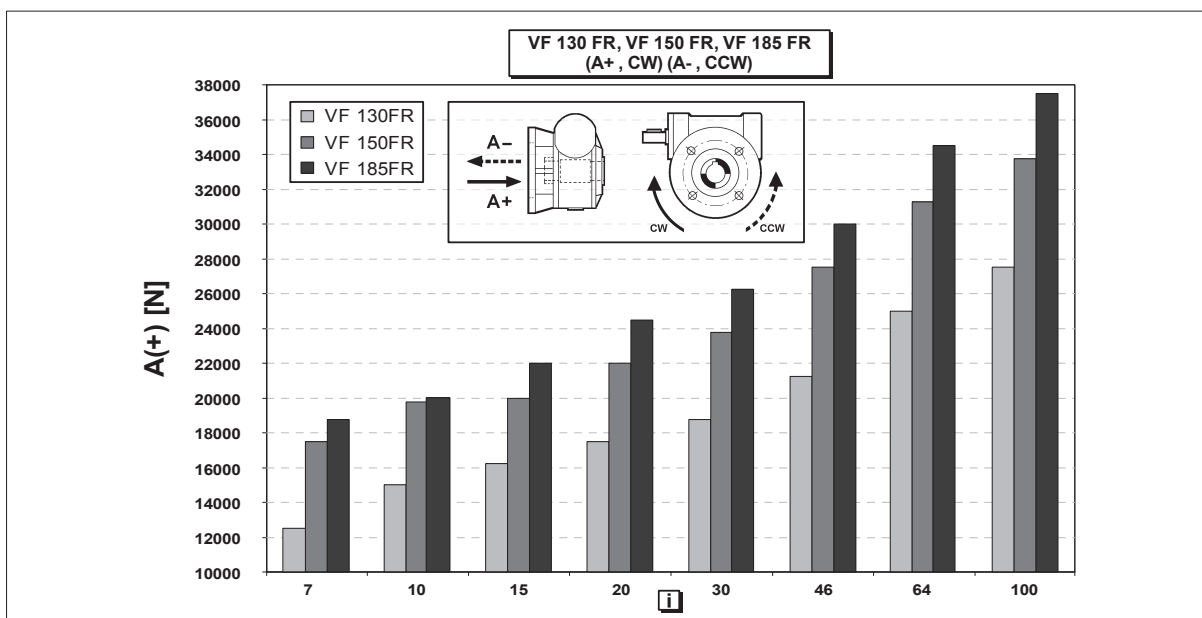 VF 130 FR, VF 150 FR, VF 185 FR
(A+ , CW) (A- , CCW)
38000
36000
34000
32000
30000
28000
26000
24000
22000
20000
18000
16000
14000
12000
10000
A(+) [N]
VF 130FR
VF 150FR
VF 185FR
A–
A+
CW
CCW
7 10 15 20 30 46 64 100
i